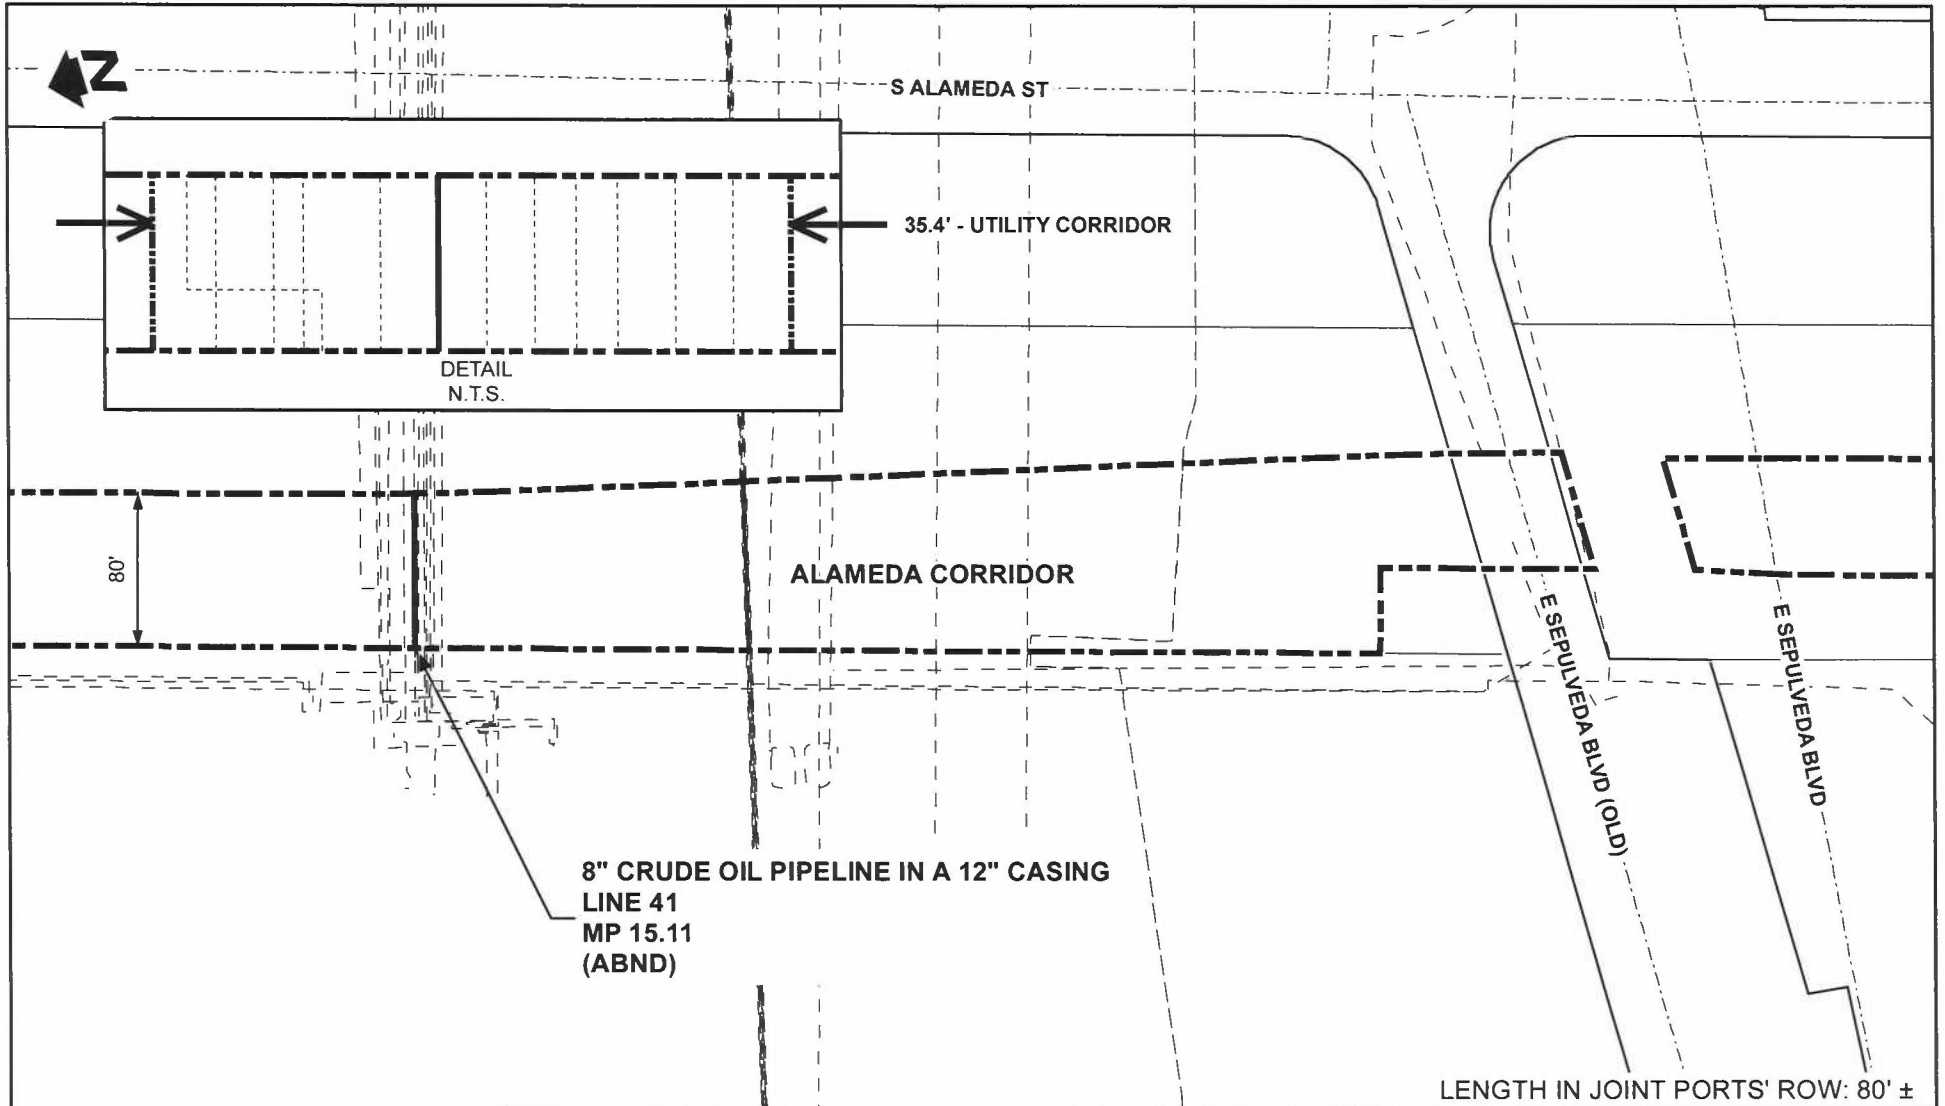 N
S ALAMEDA ST
35.4' - UTILITY CORRIDOR
DETAIL
N.T.S.
80'
ALAMEDA CORRIDOR
E SEPULVEDA BLVD (OLD)
E SEPULVEDA BLVD
8" CRUDE OIL PIPELINE IN A 12" CASING
LINE 41
MP 15.11
(ABND)
LENGTH IN JOINT PORTS' ROW: 80' ±